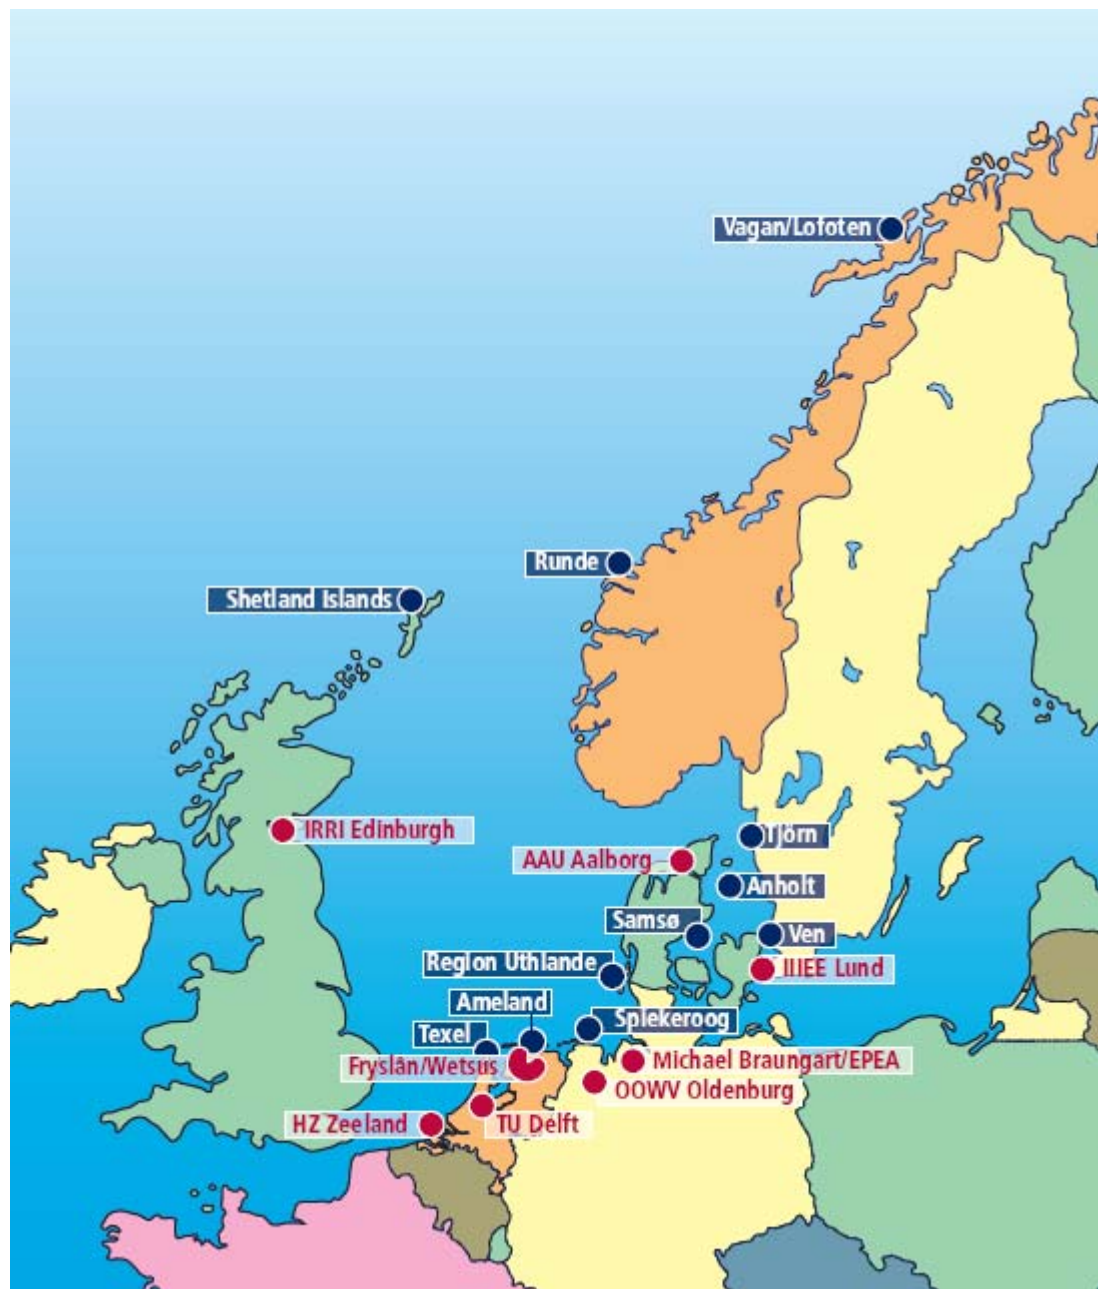 Vagan/Lofoten
Runde
Shetland Islands
IRRI Edinburgh
Tjörn
AAU Aalborg
Anholt
Samsø
Ven
Region Uthlande
IIIEE Lund
Ameland
Splekeroog
Texel
Fryslân/Wetsus
Michael Braungart/EPEA
OOWV Oldenburg
HZ Zeeland
TU Delft